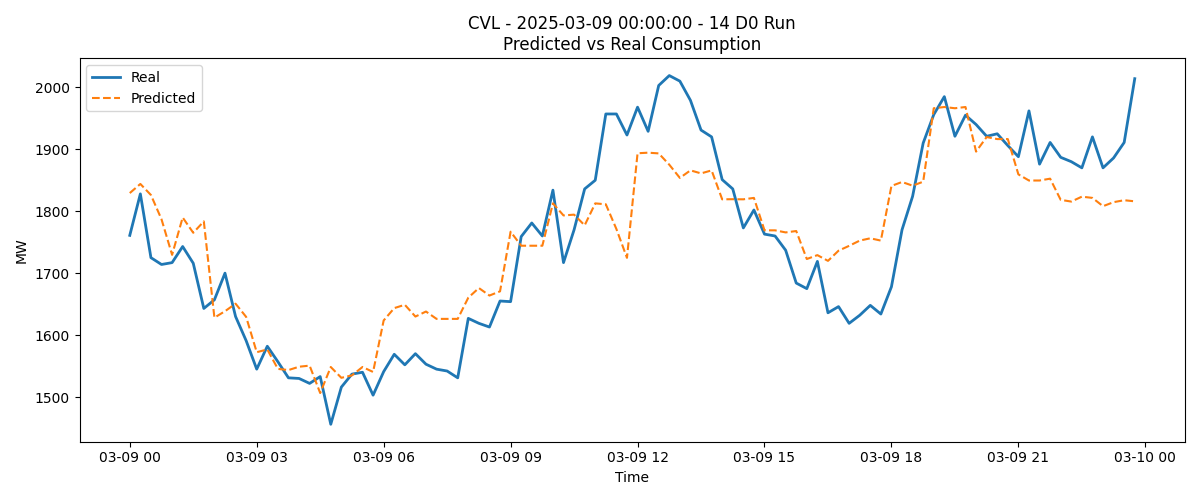 CVL - 2025-03-09 00:00:00 - 14 D0 Run
Predicted vs Real Consumption
Real
Predicted
MW
2000
1900
1800
1700
1600
1500
03-09 00
03-09 03
03-09 06
03-09 09
03-09 12
03-09 15
03-09 18
03-09 21
03-10 00
Time